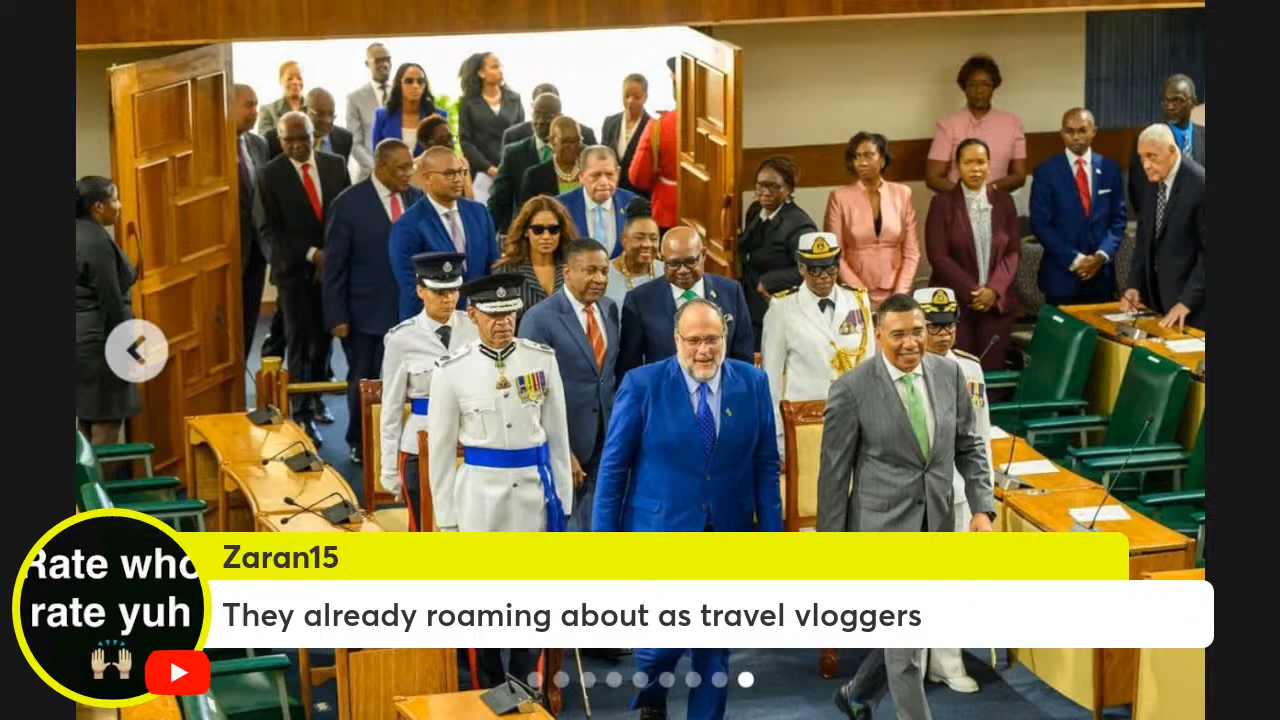 Zaran15
They already roaming about as travel vloggers
Rate who
rate yuh